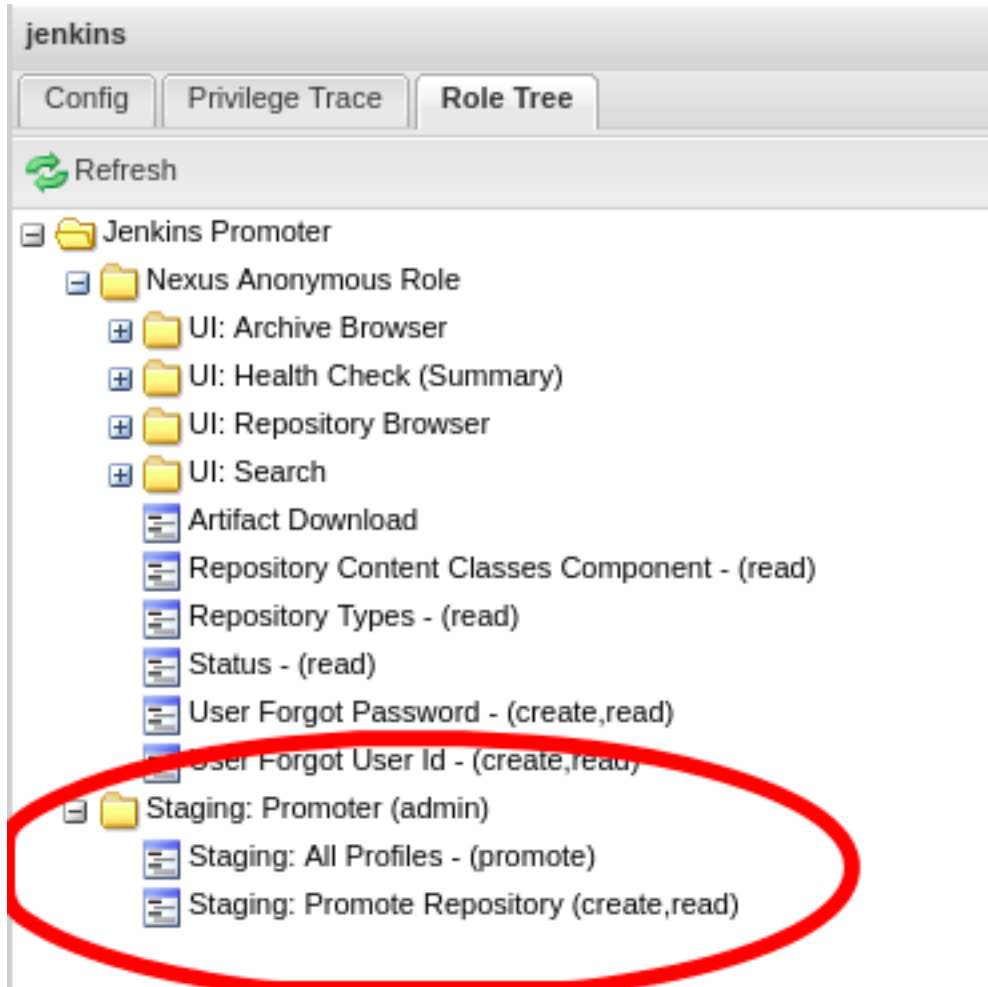 jenkins
Config Privilege Trace Role Tree
Refresh
Jenkins Promoter
Nexus Anonymous Role
UI: Archive Browser
UI: Health Check (Summary)
UI: Repository Browser
UI: Search
Artifact Download
Repository Content Classes Component - (read)
Repository Types - (read)
Status - (read)
User Forgot Password - (create,read)
User Forgot User Id - (create,read)
Staging: Promoter (admin)
Staging: All Profiles - (promote)
Staging: Promote Repository (create,read)